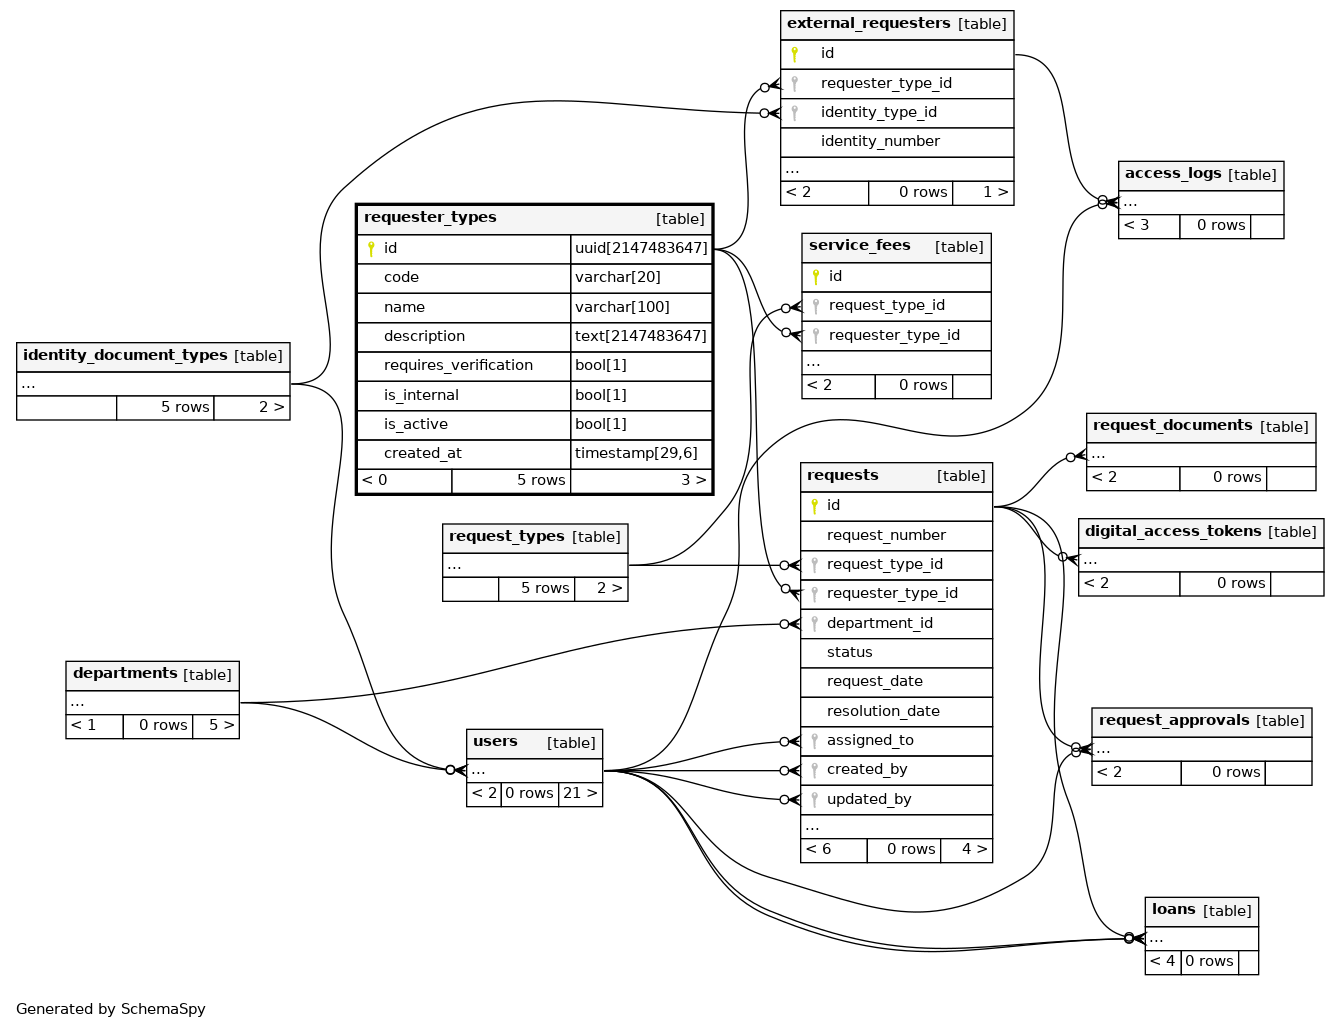 external_requesters [table]
id
requester_type_id
identity_type_id
identity_number
...
< 2 0 rows 1 >
access_logs [table]
...
< 3 0 rows
requester_types [table]
id uuid[2147483647]
code varchar[20]
name varchar[100]
description text[2147483647]
requires_verification bool[1]
is_internal bool[1]
is_active bool[1]
created_at timestamp[29,6]
< 0 5 rows 3 >
service_fees [table]
id
request_type_id
requester_type_id
...
< 2 0 rows
identity_document_types [table]
...
5 rows 2 >
request_documents [table]
...
< 2 0 rows
requests [table]
id
request_number
request_type_id
requester_type_id
department_id
status
request_date
resolution_date
assigned_to
created_by
updated_by
...
< 6 0 rows 4 >
digital_access_tokens [table]
...
< 2 0 rows
request_types [table]
...
5 rows 2 >
departments [table]
...
< 1 0 rows 5 >
users [table]
...
< 2 0 rows 21 >
request_approvals [table]
...
< 2 0 rows
loans [table]
...
< 4 0 rows
Generated by SchemaSpy